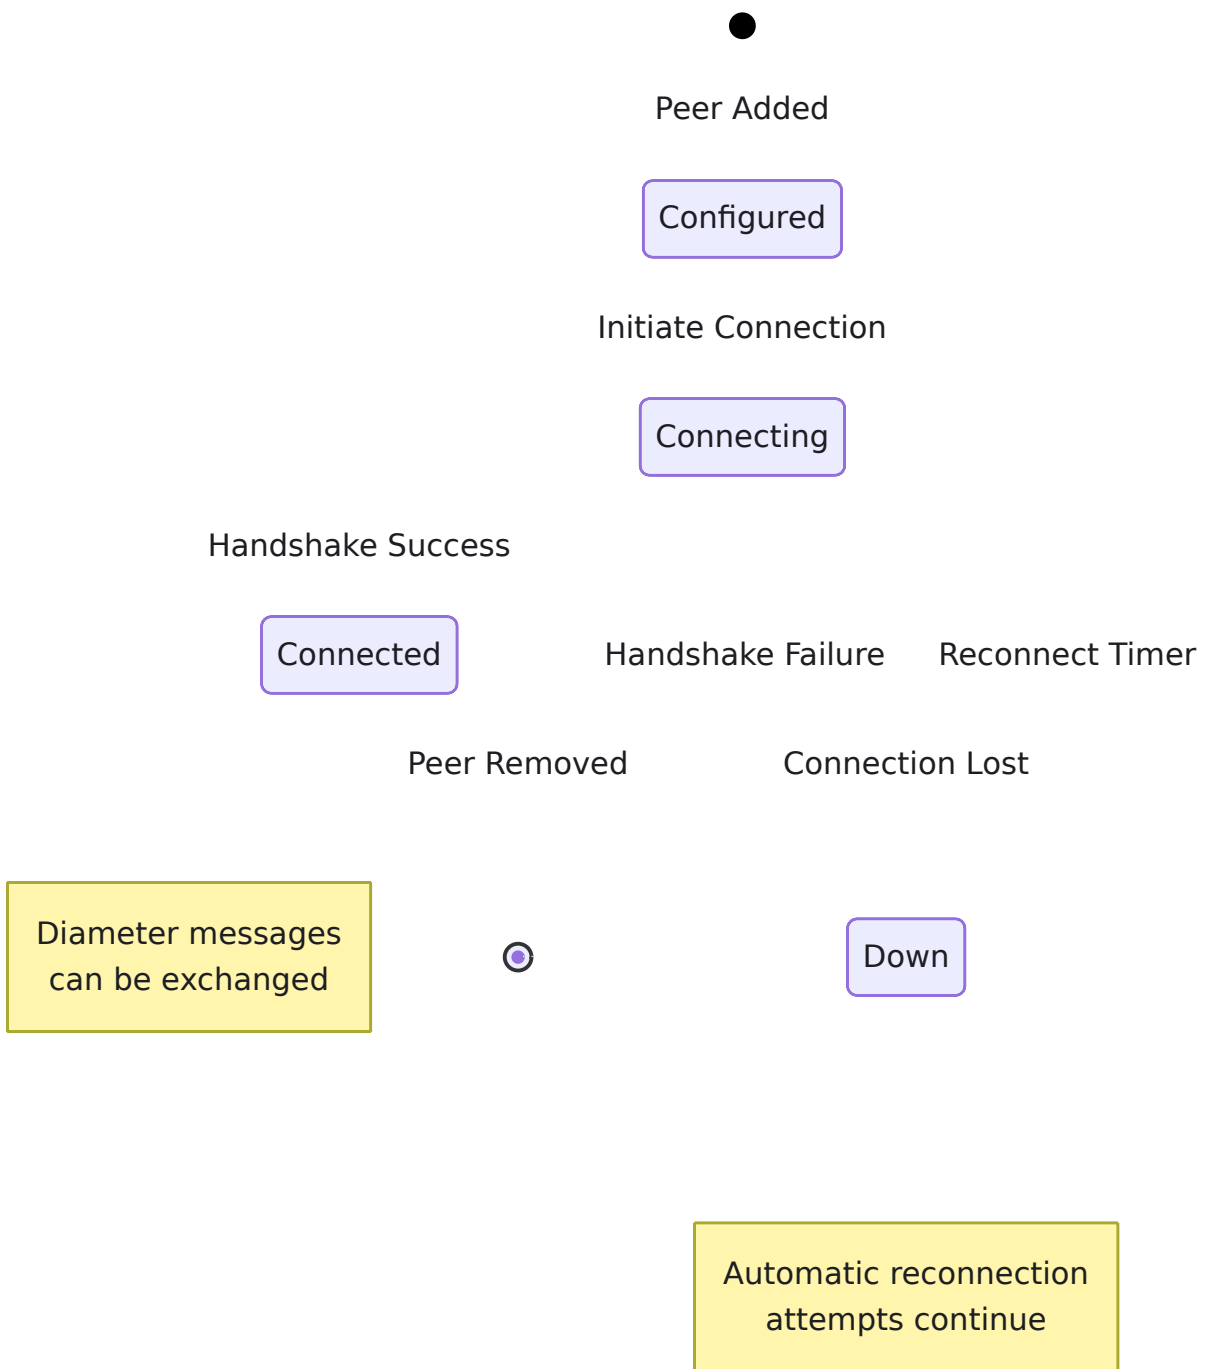 Peer Added
Configured
Initiate Connection
Connecting
Handshake Success
Connected
Handshake Failure
Reconnect Timer
Peer Removed
Connection Lost
Diameter messages
can be exchanged
Down
Automatic reconnection
attempts continue